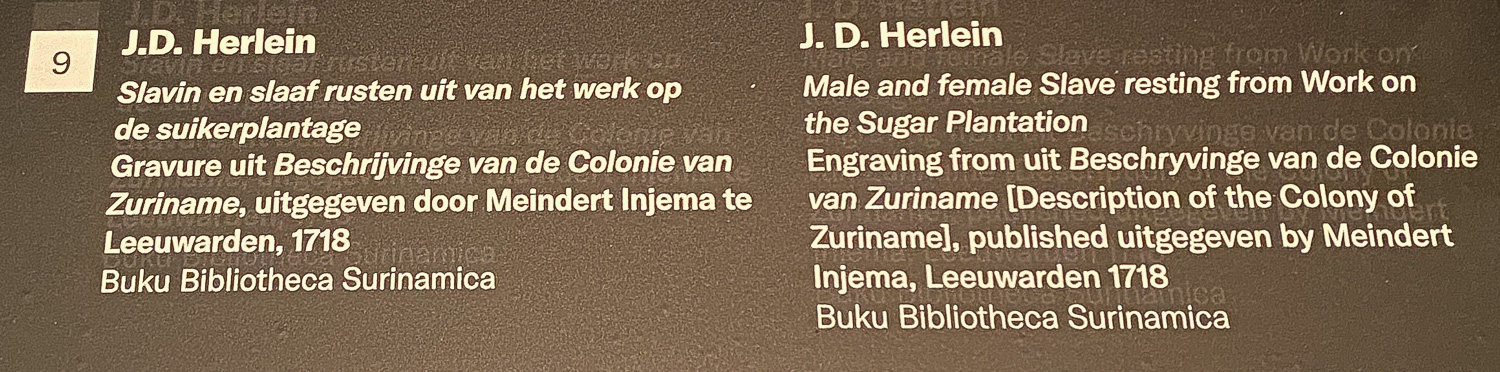 9
J.D. Herlein
Slavin en slaaf rusten uit van het werk op
de suikerplantage
Gravure uit Beschrijvinge van de Colonie van
Zuriname, uitgegeven door Meindert Injema te
Leeuwarden, 1718
Buku Bibliotheca Surinamica
J. D. Herlein
Male and female Slave resting from Work on
the Sugar Plantation
Engraving from uit Beschryvinge van de Colonie
van Zuriname [Description of the Colony of
Zuriname], published uitgegeven by Meindert
Injema, Leeuwarden 1718
Buku Bibliotheca Surinamica